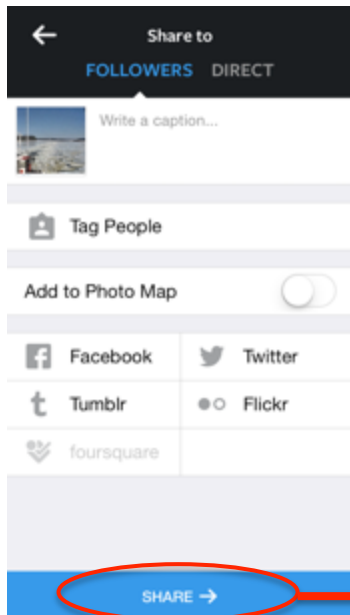 Share to
FOLLOWERS DIRECT
Write a caption...
Tag People
Add to Photo Map
Facebook Twitter
Tumblr Flickr
foursquare
SHARE →